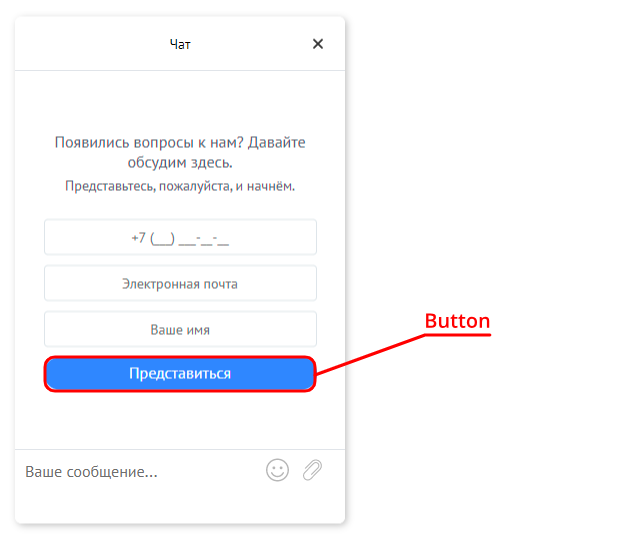 Чат
Появились вопросы к нам? Давайте
обсудим здесь.
Представьтесь, пожалуйста, и начнём.
+7 (___) ___-__-__
Электронная почта
Ваше имя
Button
Представиться
Ваше сообщение...